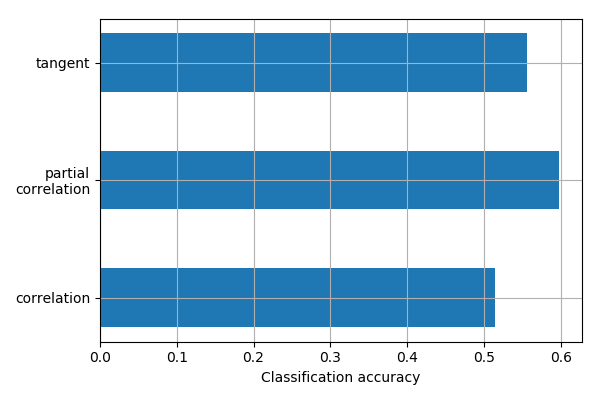 tangent
partial
correlation
correlation
0.0 0.1 0.2 0.3 0.4 0.5 0.6
Classification accuracy